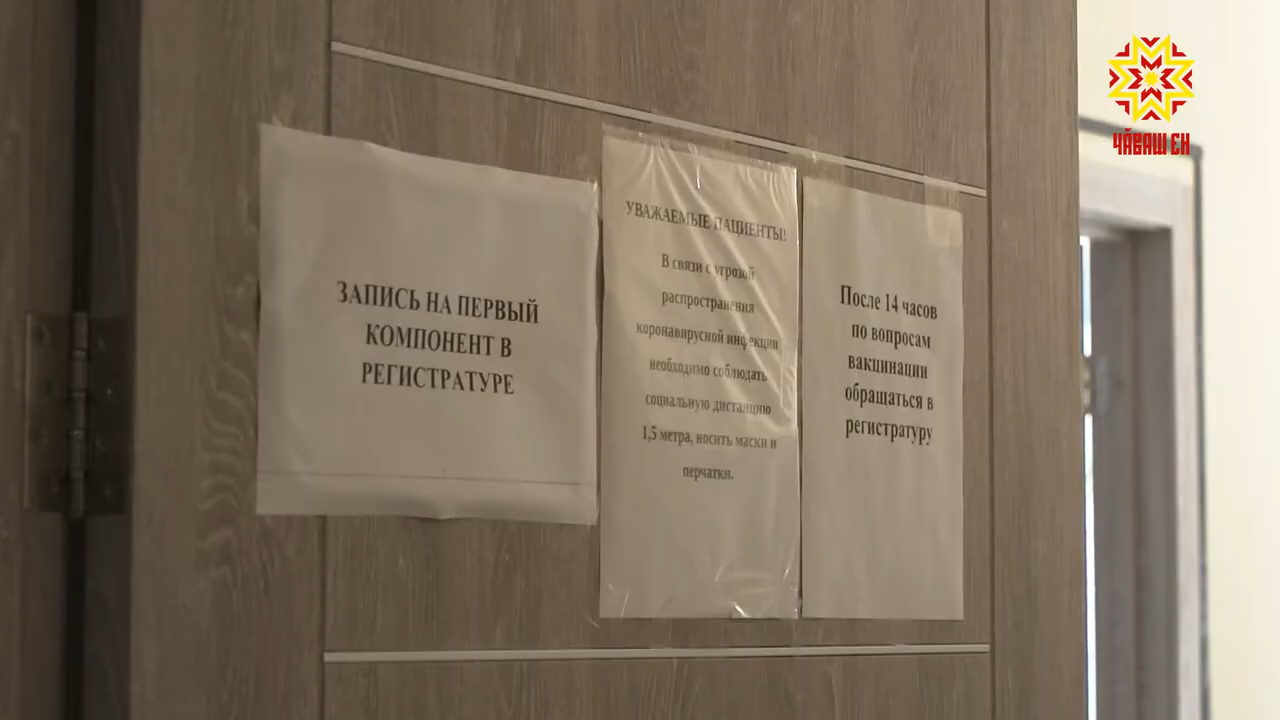 ЗАПИСЬ НА ПЕРВЫЙ
КОМПОНЕНТ В
РЕГИСТРАТУРЕ
УВАЖАЕМЫЕ ПАЦИЕНТЫ!
В связи с угрозой
распространения
коронавирусной инфекции
необходимо соблюдать
социальную дистанцию
1,5 метра, носить маски и
перчатки.
После 14 часов
по вопросам
вакцинации
обращаться в
регистратуру
ЧӐВАШ ЕН